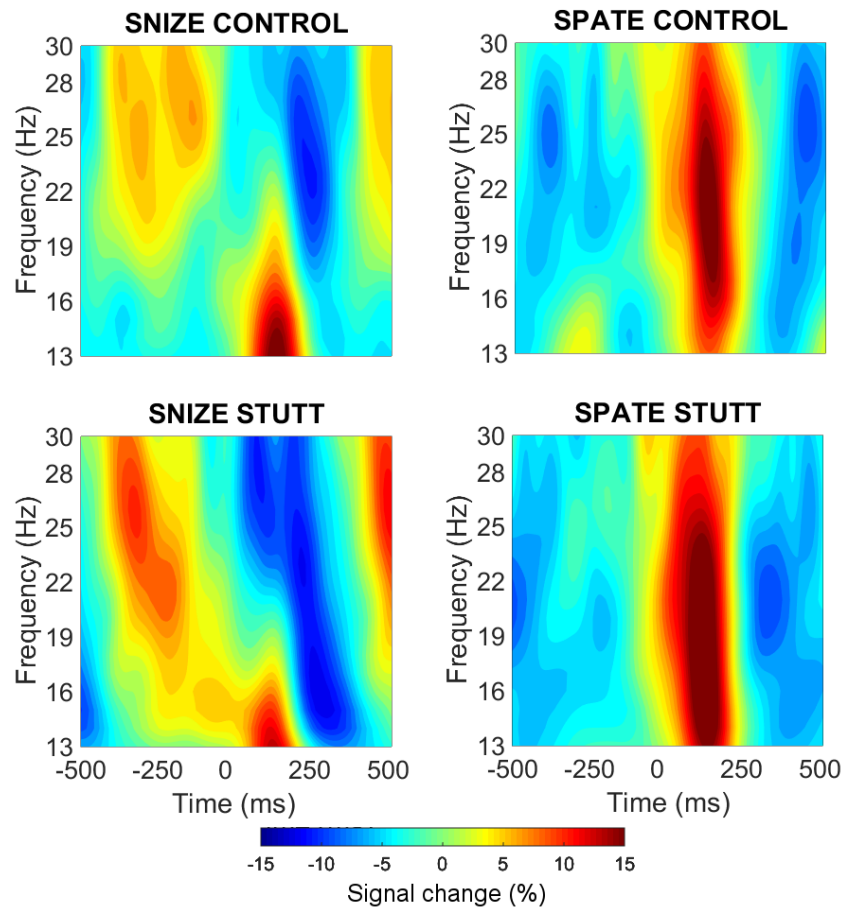 SNIZE CONTROL
SPATE CONTROL
30
28
25
22
19
16
13
Frequency (Hz)
30
28
25
22
19
16
13
Frequency (Hz)
SNIZE STUTT
SPATE STUTT
30
28
25
22
19
16
13
Frequency (Hz)
-500 -250 0 250 500
Time (ms)
30
28
25
22
19
16
13
Frequency (Hz)
-500 -250 0 250 500
Time (ms)
-15 -10 -5 0 5 10 15
Signal change (%)